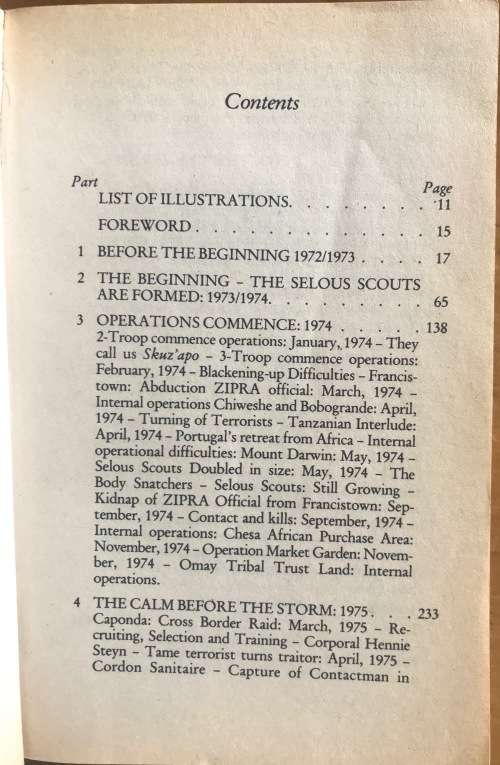 Contents
Part Page
LIST OF ILLUSTRATIONS. . . . . . . . 11
FOREWORD . . . . . . . . . . . . . 15
1 BEFORE THE BEGINNING 1972/1973 . . . . 17
2 THE BEGINNING – THE SELOUS SCOUTS
ARE FORMED: 1973/1974. . . . . . . . . 65
3 OPERATIONS COMMENCE: 1974 . . . . . 138
2-Troop commence operations: January, 1974 – They
call us Skuz'apo – 3-Troop commence operations:
February, 1974 – Blackening-up Difficulties – Francis-
town: Abduction ZIPRA official: March, 1974 –
Internal operations Chiweshe and Bobogrande: April,
1974 – Turning of Terrorists – Tanzanian Interlude:
April, 1974 – Portugal's retreat from Africa – Internal
operational difficulties: Mount Darwin: May, 1974 –
Selous Scouts Doubled in size: May, 1974 – The
Body Snatchers – Selous Scouts: Still Growing –
Kidnap of ZIPRA Official from Francistown: Sep-
tember, 1974 – Contact and kills: September, 1974 –
Internal operations: Chesa African Purchase Area:
November, 1974 – Operation Market Garden: Novem-
ber, 1974 – Omay Tribal Trust Land: Internal
operations.
4 THE CALM BEFORE THE STORM: 1975 . . . 233
Caponda: Cross Border Raid: March, 1975 – Re-
cruiting, Selection and Training – Corporal Hennie
Steyn – Tame terrorist turns traitor: April, 1975 –
Cordon Sanitaire – Capture of Contactman in